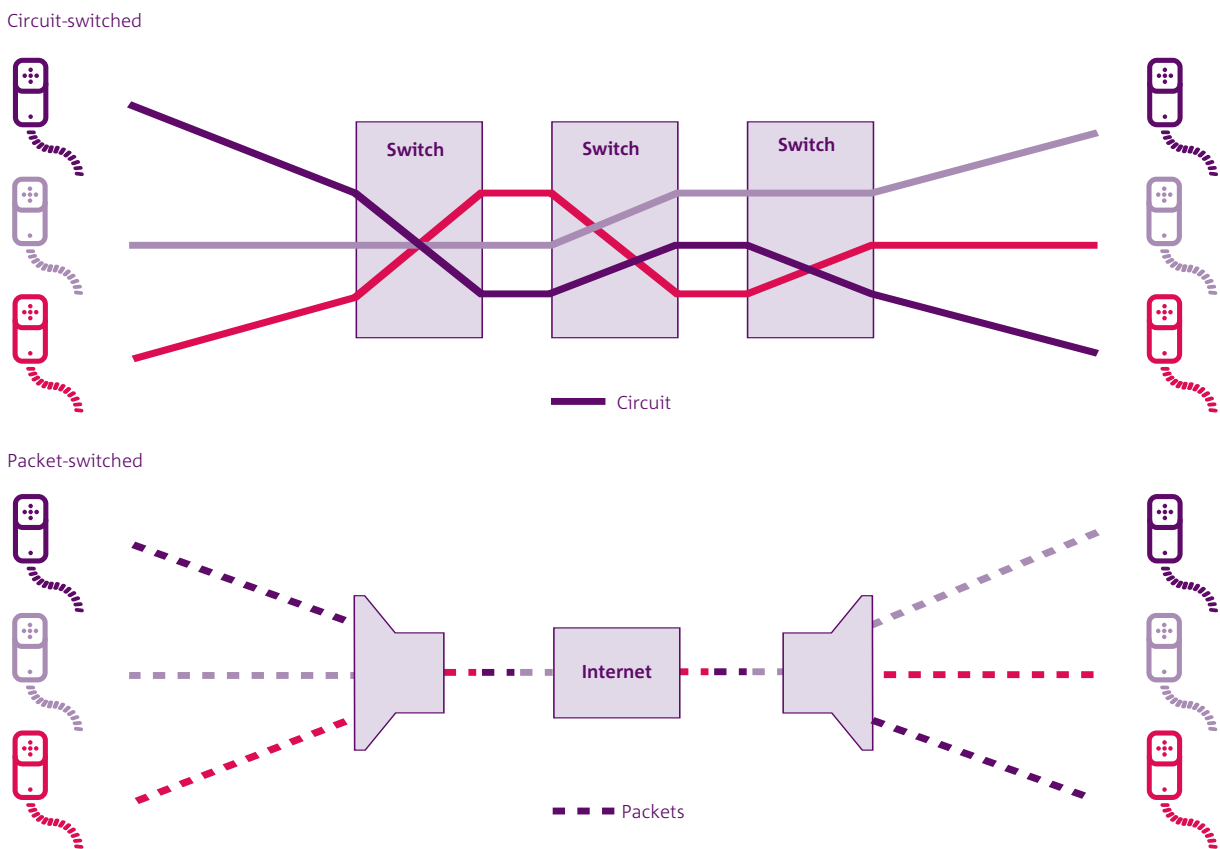 Circuit-switched
Switch
Switch
Switch
Circuit
Packet-switched
Internet
Packets